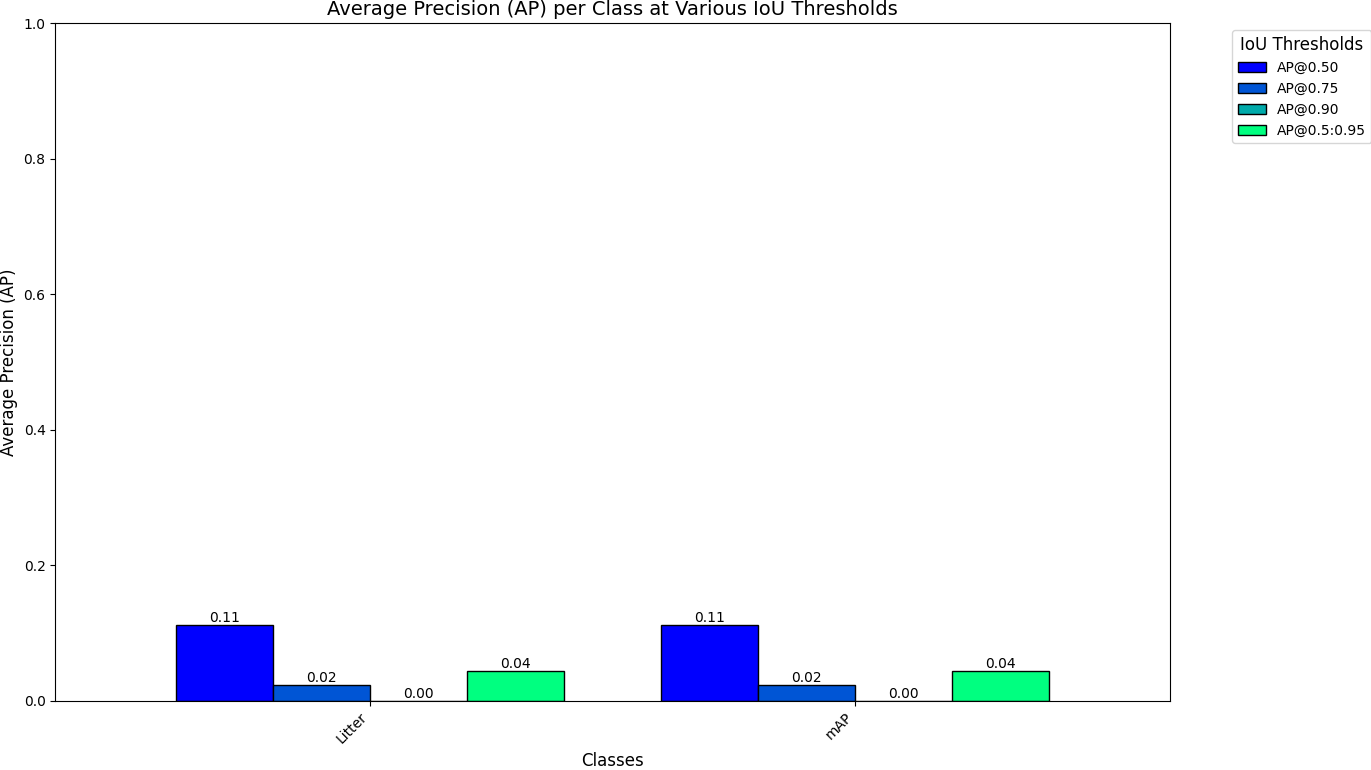 Average Precision (AP) per Class at Various IoU Thresholds
IoU Thresholds
AP@0.50
AP@0.75
AP@0.90
AP@0.5:0.95
Average Precision (AP)
1.0
0.8
0.6
0.4
0.2
0.0
0.11
0.02
0.00
0.04
0.11
0.02
0.00
0.04
Litter
mAP
Classes